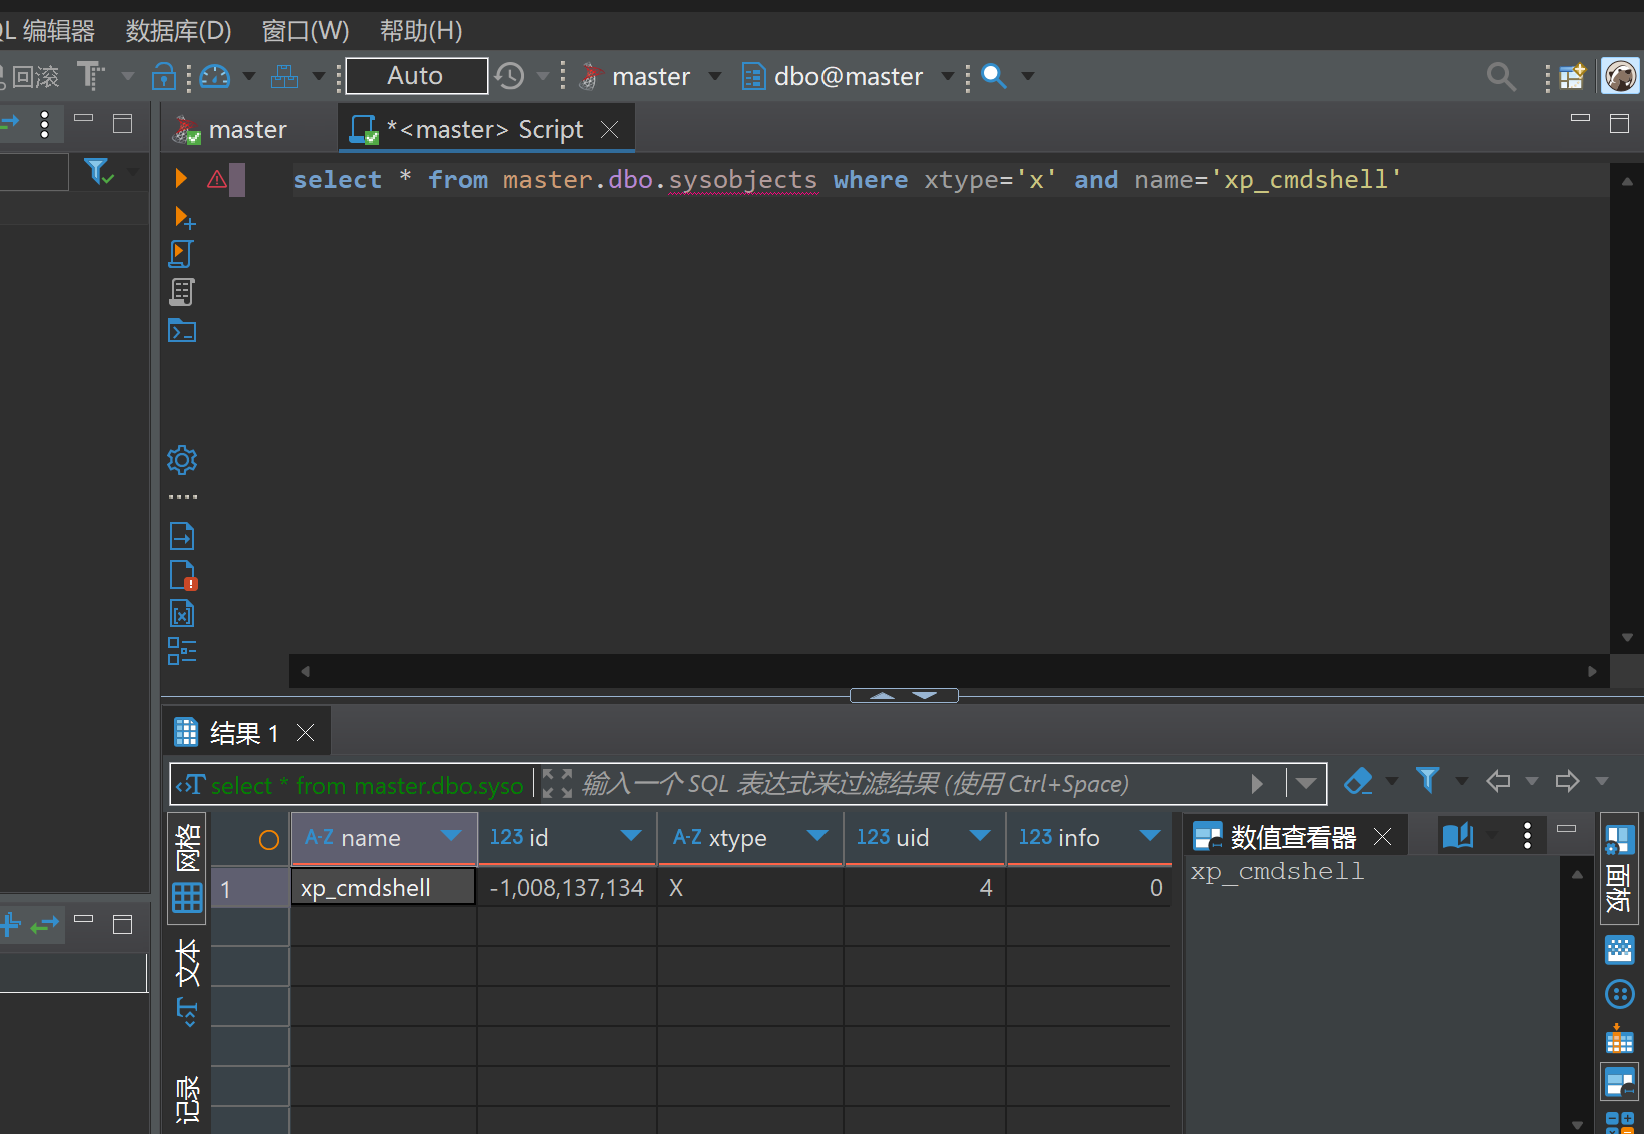 QL 编辑器 数据库(D) 窗口(W) 帮助(H)
回滚 T Auto master dbo@master
master *<master> Script
select * from master.dbo.sysobjects where xtype='x' and name='xp_cmdshell'
结果 1
select * from master.dbo.syso 输入一个 SQL 表达式来过滤结果 (使用 Ctrl+Space)
网格 A-Z name 123 id A-Z xtype 123 uid 123 info 数值查看器
1 xp_cmdshell -1,008,137,134 X 4 0 xp_cmdshell
面板
文本
记录